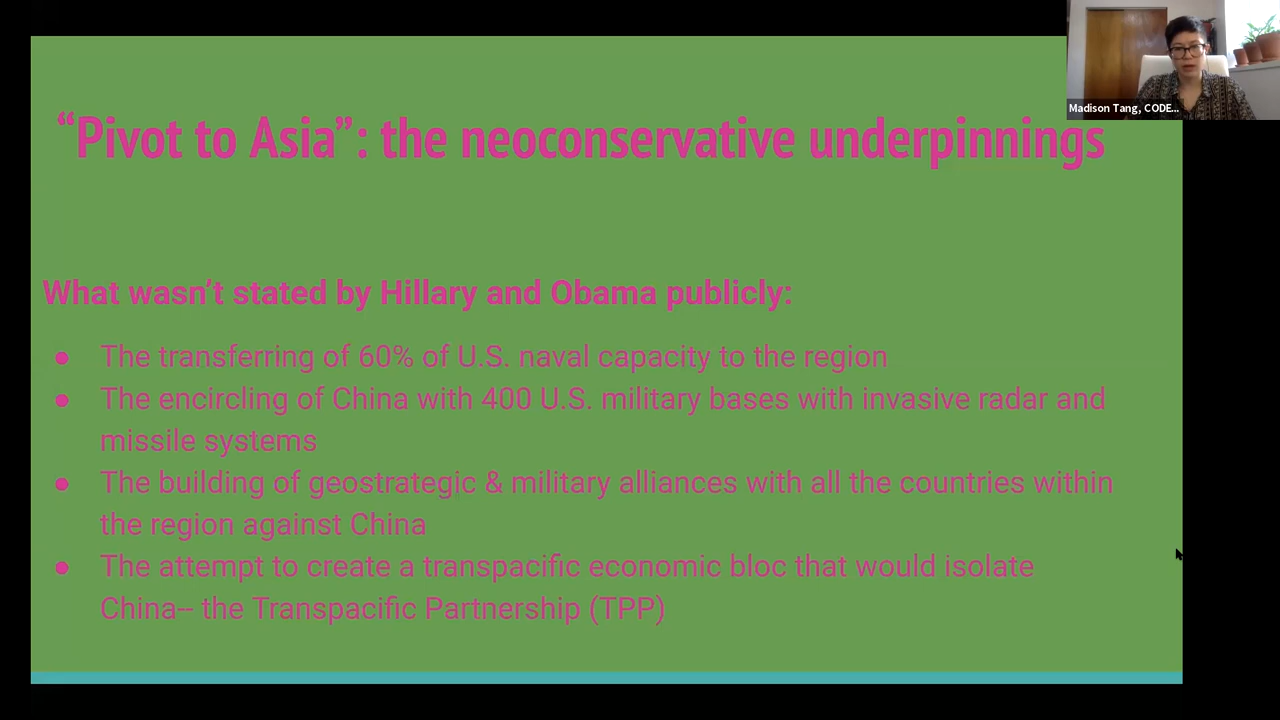 Madison Tang, CODE...
“Pivot to Asia”: the neoconservative underpinnings
What wasn’t stated by Hillary and Obama publicly:
● The transferring of 60% of U.S. naval capacity to the region
● The encircling of China with 400 U.S. military bases with invasive radar and
missile systems
● The building of geostrategic & military alliances with all the countries within
the region against China
● The attempt to create a transpacific economic bloc that would isolate
China-- the Transpacific Partnership (TPP)